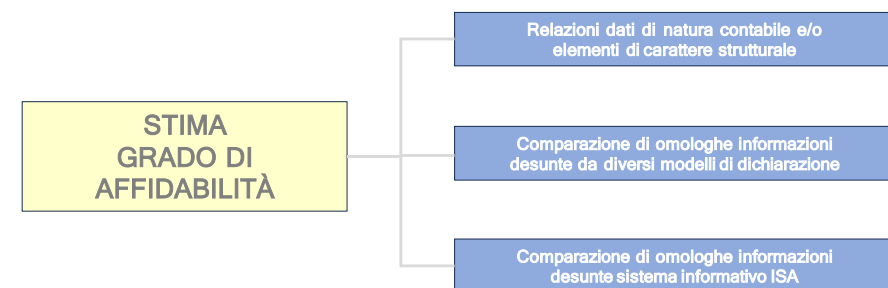 STIMA
GRADO DI
AFFIDABILITÀ
Relazioni dati di natura contabile e/o
elementi di carattere strutturale
Comparazione di omologhe informazioni
desunte da diversi modelli di dichiarazione
Comparazione di omologhe informazioni
desunte sistema informativo ISA